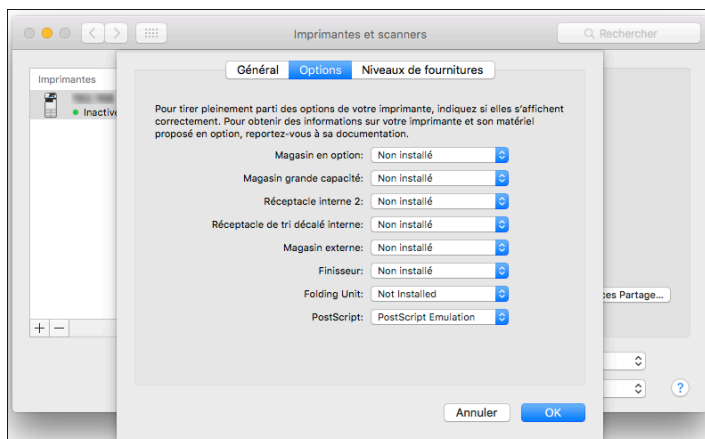 Imprimantes et scanners
Rechercher
Imprimantes
Inactive
Général Options Niveaux de fournitures
Pour tirer pleinement parti des options de votre imprimante, indiquez si elles s'affichent
correctement. Pour obtenir des informations sur votre imprimante et son matériel
proposé en option, reportez-vous à sa documentation.
Magasin en option: Non installé
Magasin grande capacité: Non installé
Réceptacle interne 2: Non installé
Réceptacle de tri décalé interne: Non installé
Magasin externe: Non installé
Finisseur: Non installé
Folding Unit: Not Installed
PostScript: PostScript Emulation
Partage...
+ −
?
Annuler OK